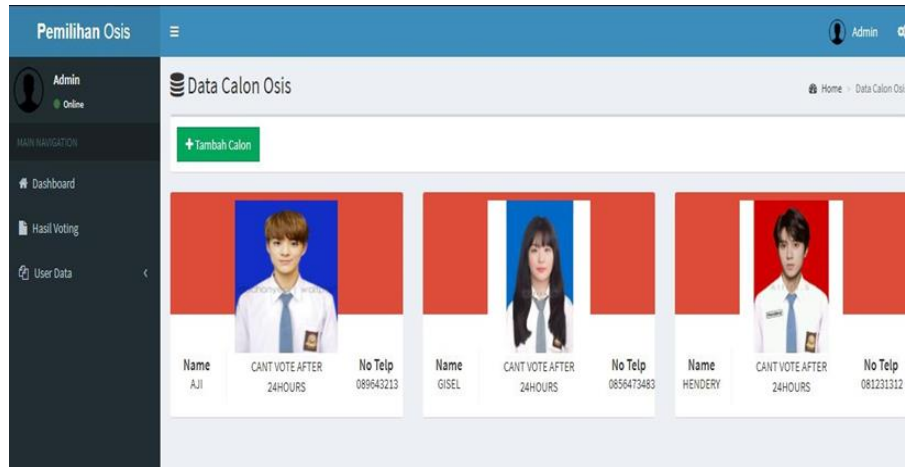 Pemilihan Osis
Admin
Admin
Online
Data Calon Osis
Home > Data Calon Osis
MAIN NAVIGATION
+ Tambah Calon
Dashboard
Hasil Voting
User Data
Name
AJI
CANT VOTE AFTER
24HOURS
No Telp
089643213
Name
GISEL
CANT VOTE AFTER
24HOURS
No Telp
0856473483
Name
HENDERY
CANT VOTE AFTER
24HOURS
No Telp
081231312